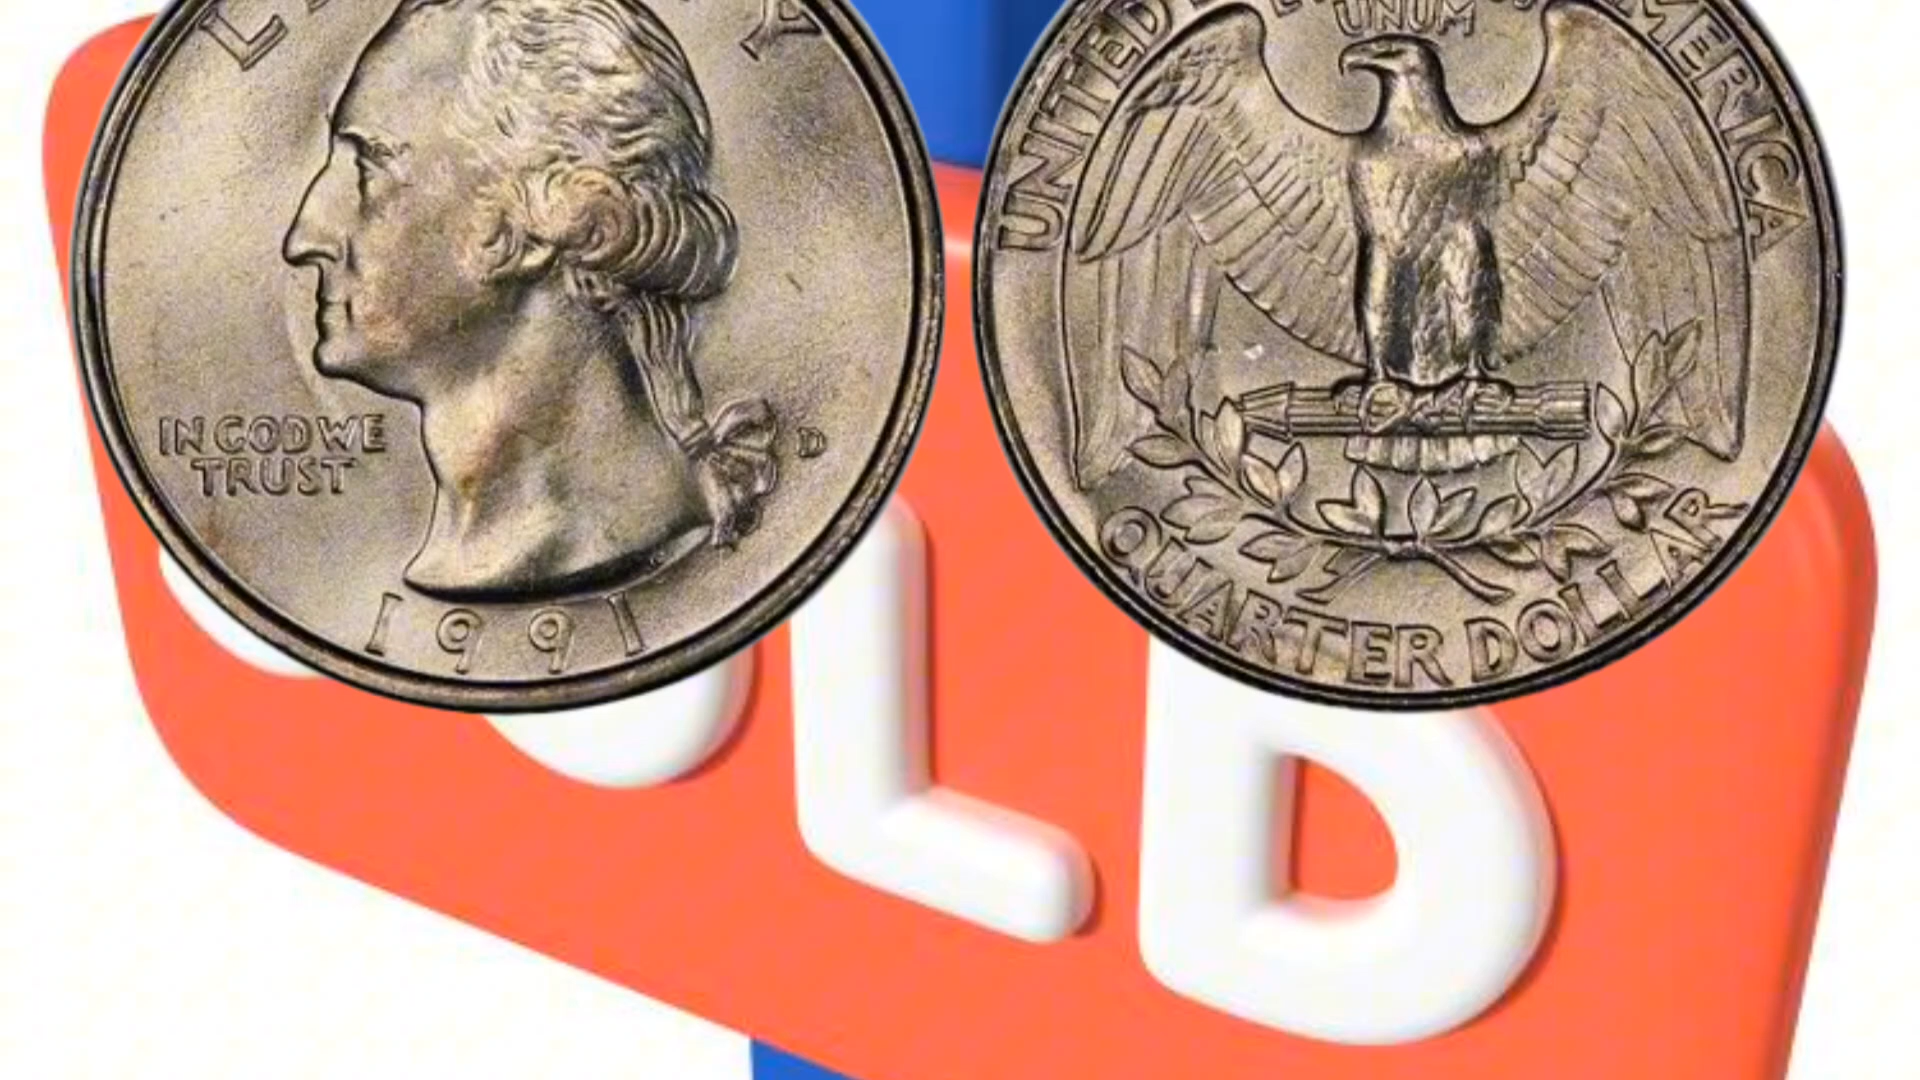 IN GOD WE
TRUST
D
1991
UNITED
UNUM
AMERICA
QUARTER DOLLAR
LD